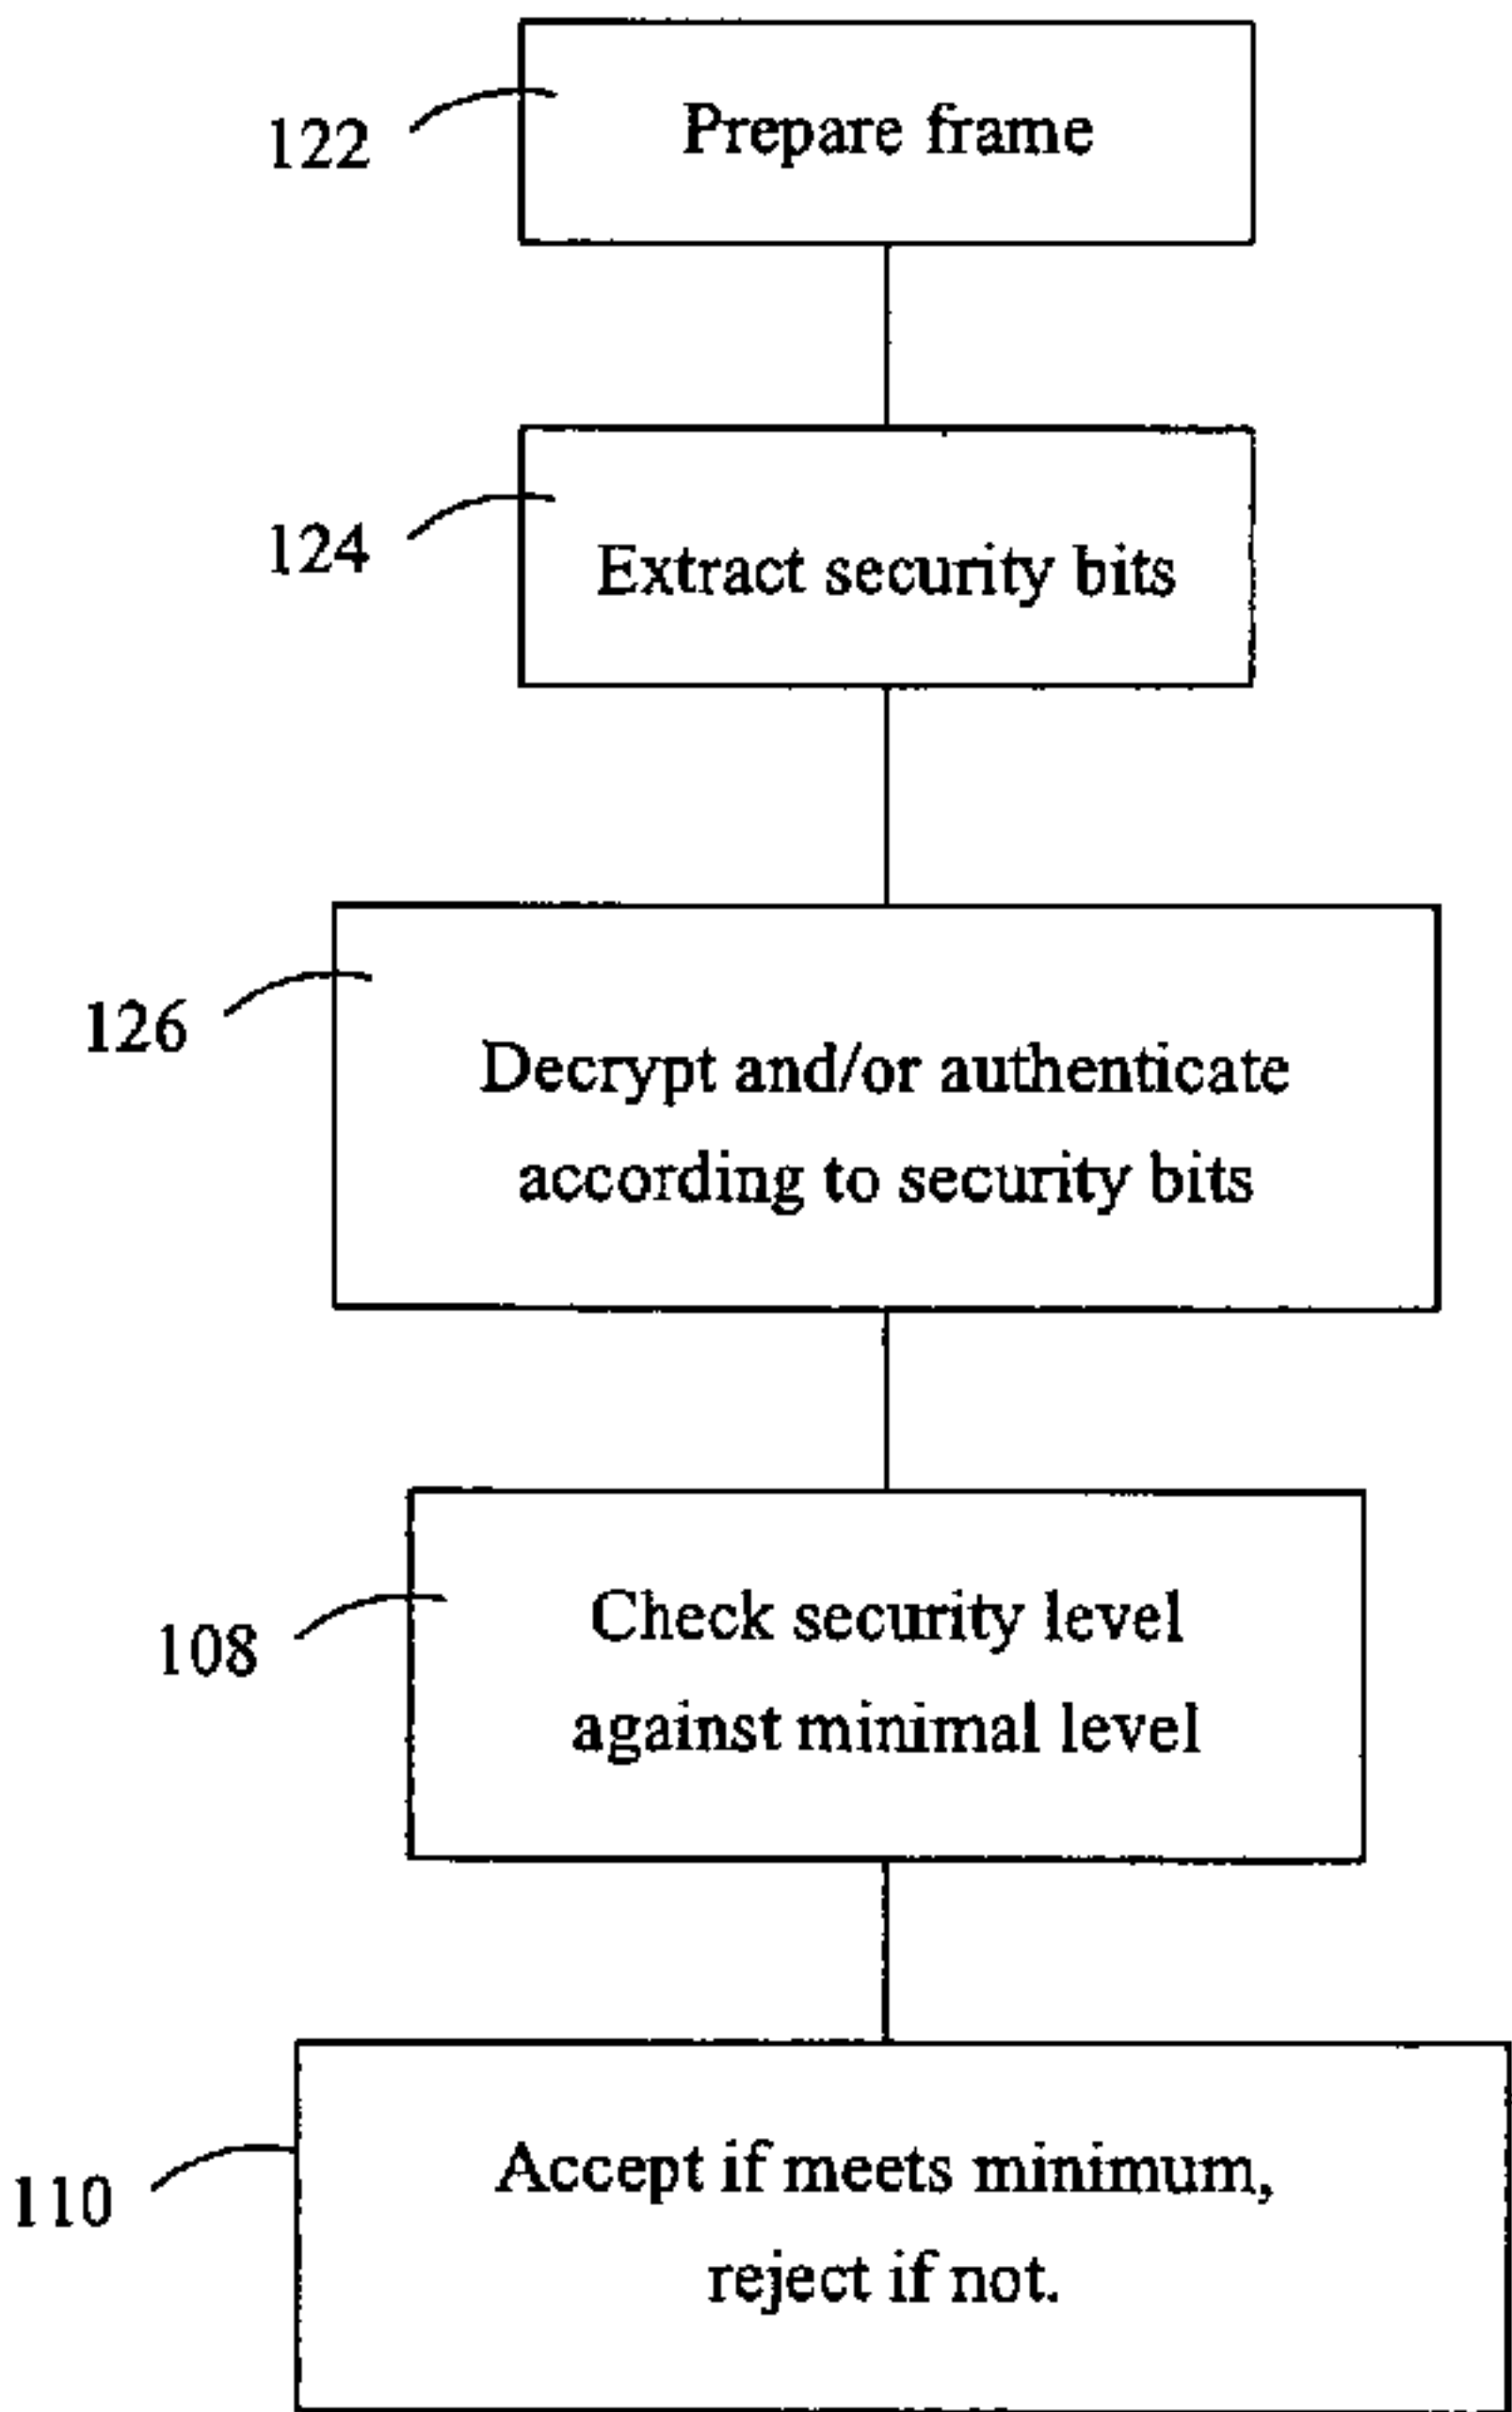 122
Prepare frame
124
Extract security bits
126
Decrypt and/or authenticate
according to security bits
108
Check security level
against minimal level
110
Accept if meets minimum,
reject if not.